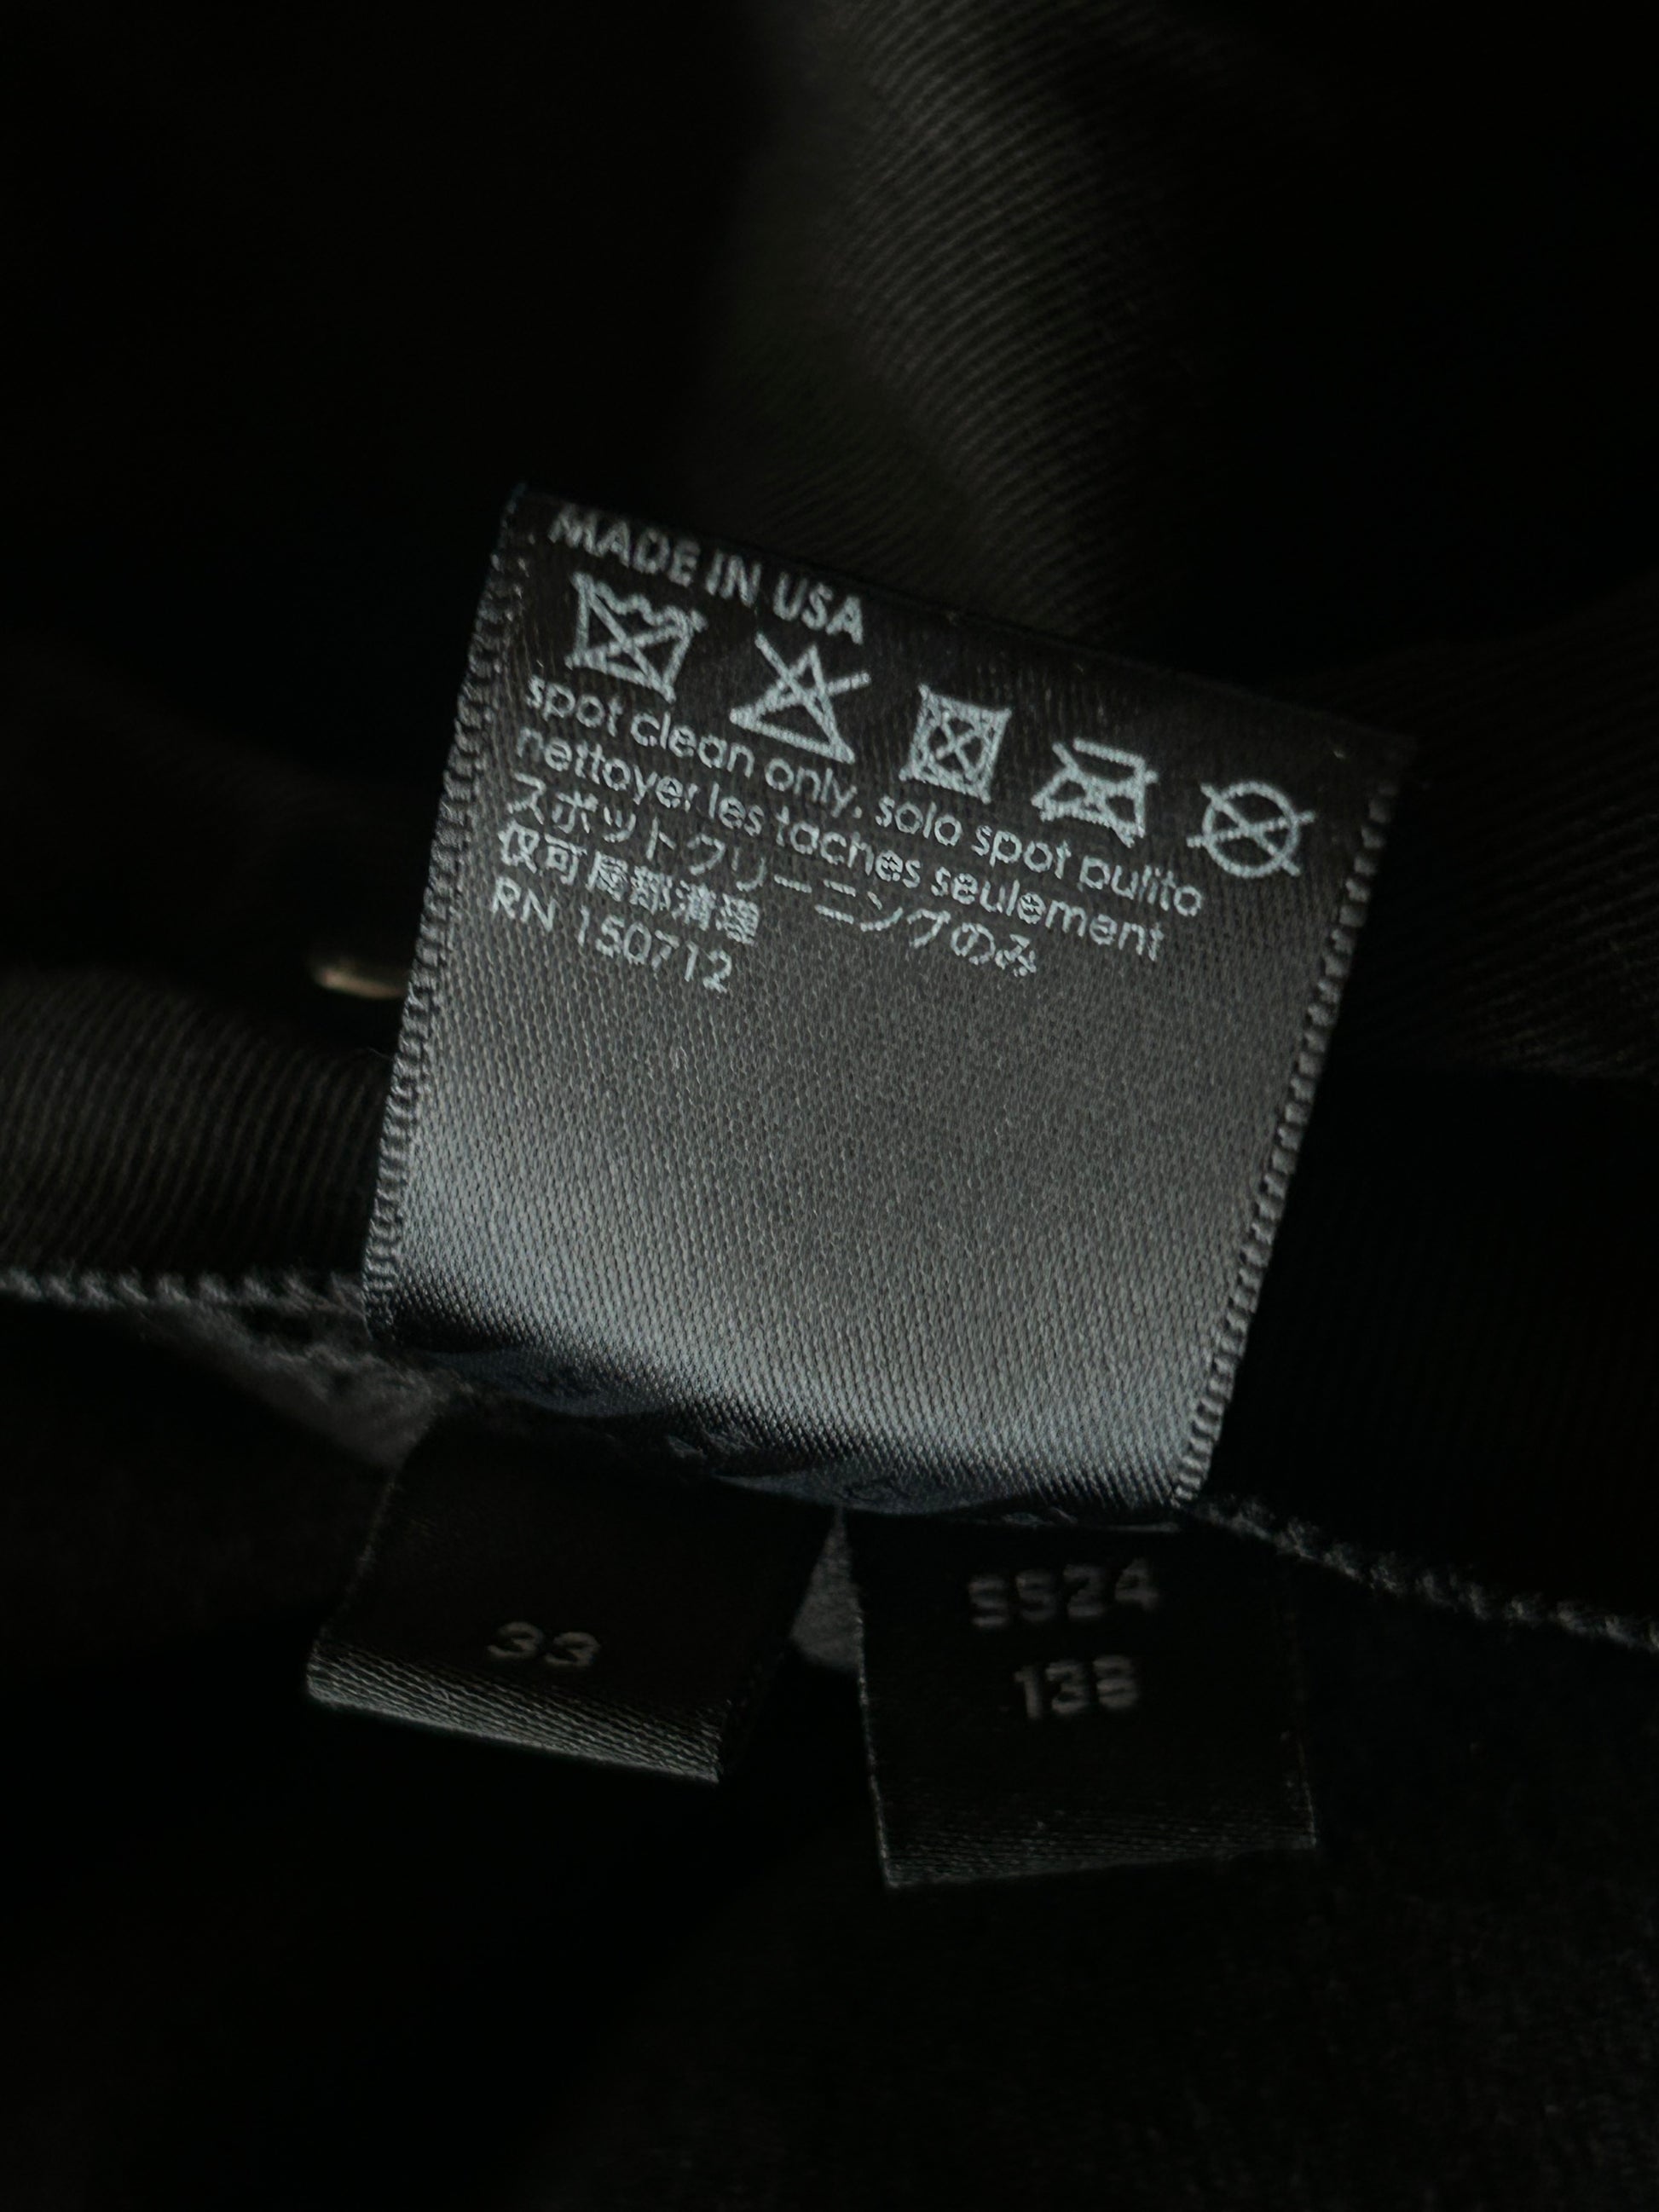 MADE IN USA
spot clean only, solo spot pulito
nettoyer les taches seulement
スポットクリーニングのみ
仅可局部清理
RN 150712
33
SS24
138